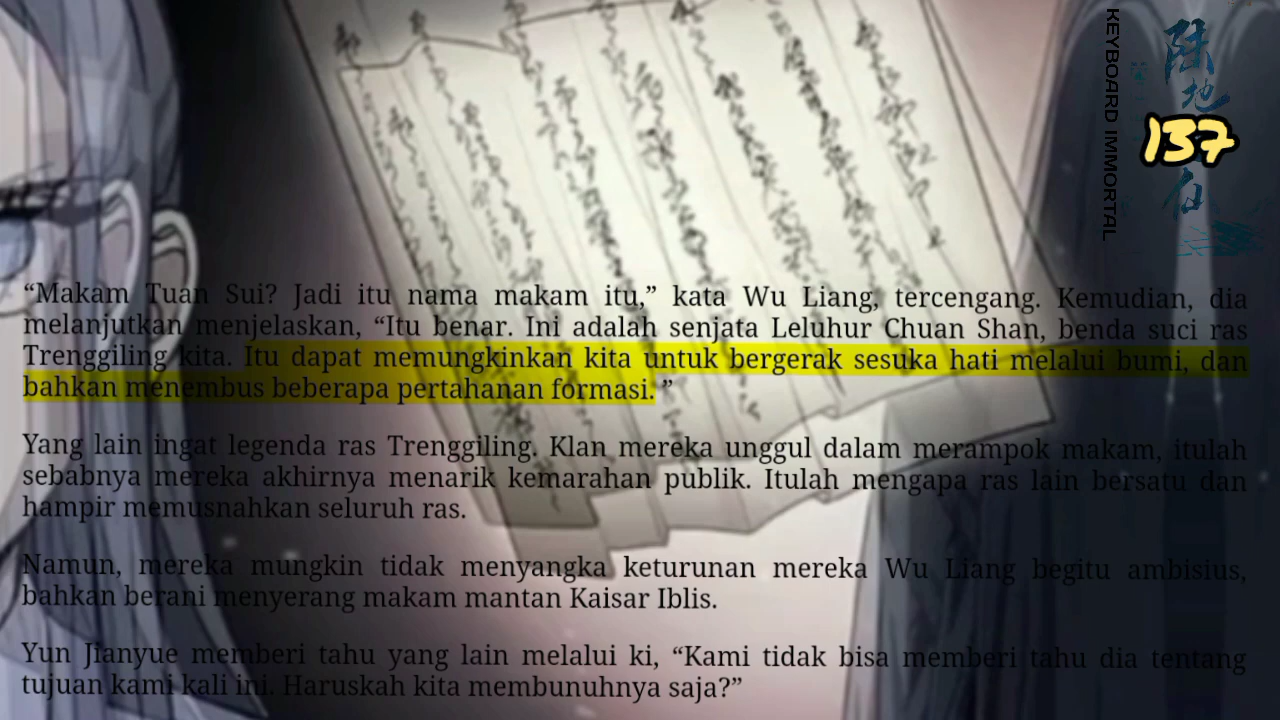 KEYBOARD IMMORTAL
陆地
137
仙
“Makam Tuan Sui? Jadi itu nama makam itu,” kata Wu Liang, tercengang. Kemudian, dia
melanjutkan menjelaskan, “Itu benar. Ini adalah senjata Leluhur Chuan Shan, benda suci ras
Trenggiling kita. Itu dapat memungkinkan kita untuk bergerak sesuka hati melalui bumi, dan
bahkan menembus beberapa pertahanan formasi. ”
Yang lain ingat legenda ras Trenggiling. Klan mereka unggul dalam merampok makam, itulah
sebabnya mereka akhirnya menarik kemarahan publik. Itulah mengapa ras lain bersatu dan
hampir memusnahkan seluruh ras.
Namun, mereka mungkin tidak menyangka keturunan mereka Wu Liang begitu ambisius,
bahkan berani menyerang makam mantan Kaisar Iblis.
Yun Jianyue memberi tahu yang lain melalui ki, “Kami tidak bisa memberi tahu dia tentang
tujuan kami kali ini. Haruskah kita membunuhnya saja?”